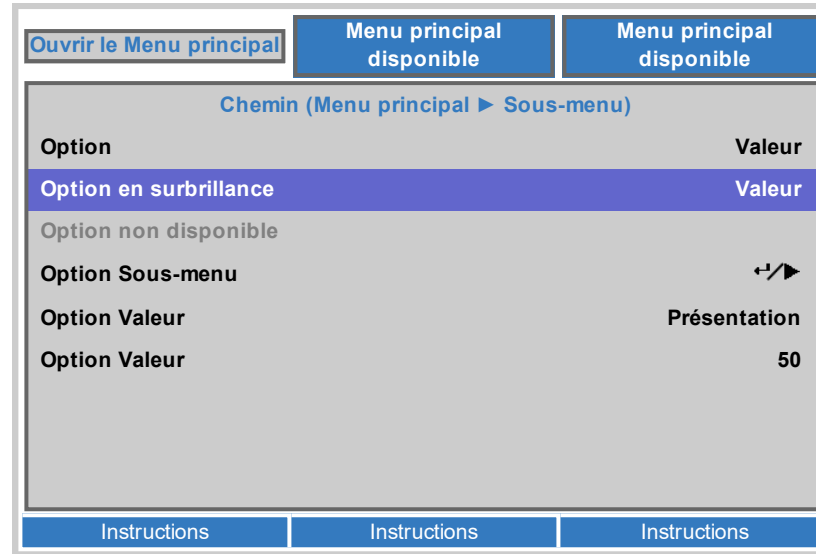 Ouvrir le Menu principal
Menu principal
disponible
Menu principal
disponible
Chemin (Menu principal ► Sous-menu)
Option Valeur
Option en surbrillance Valeur
Option non disponible
Option Sous-menu ↵/►
Option Valeur Présentation
Option Valeur 50
Instructions Instructions Instructions